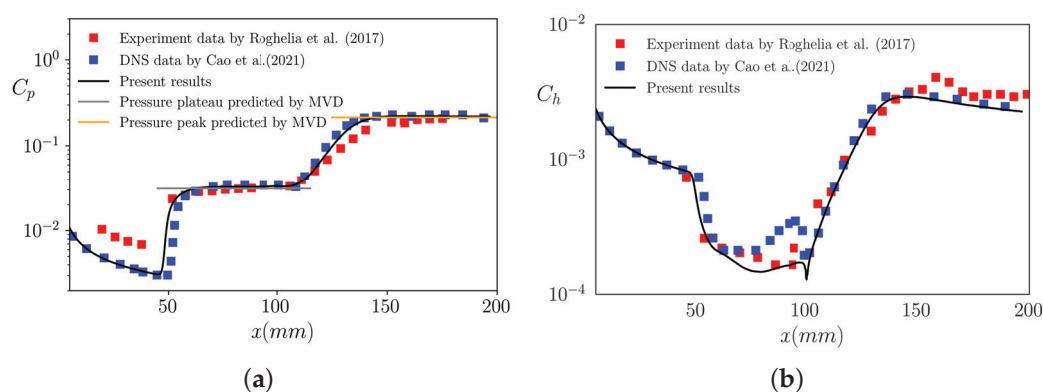 10⁰
10⁻¹
10⁻²
C_p
Experiment data by Roghelia et al. (2017)
DNS data by Cao et al.(2021)
Present results
Pressure plateau predicted by MVD
Pressure peak predicted by MVD
50 100 150 200
x(mm)
(a)
10⁻²
10⁻³
10⁻⁴
C_h
Experiment data by Roghelia et al. (2017)
DNS data by Cao et al.(2021)
Present results
50 100 150 200
x(mm)
(b)